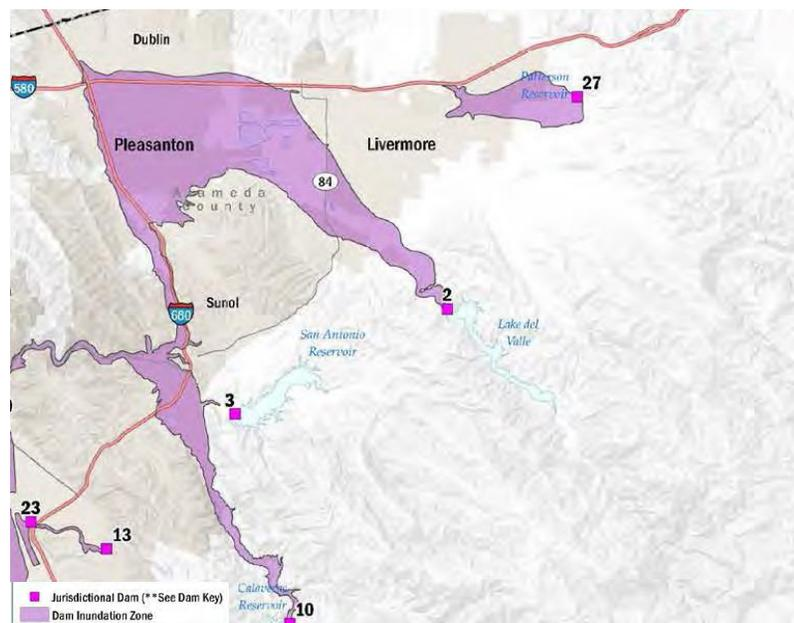 Dublin
580
Patterson
Reservoir
27
Pleasanton
Livermore
84
Alameda
County
2
Sunol
680
Lake del
Valle
San Antonio
Reservoir
3
23
13
Calaveras
Reservoir
10
Jurisdictional Dam (**See Dam Key)
Dam Inundation Zone